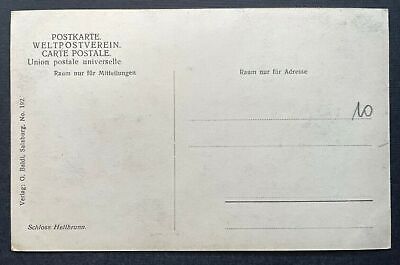 POSTKARTE.
WELTPOSTVEREIN.
CARTE POSTALE.
Union postale universelle
Raum nur für Mitteilungen
Raum nur für Adresse
10
Verlag: O. Baldi, Salzburg. No. 192.
Schloss Hellbrunn.